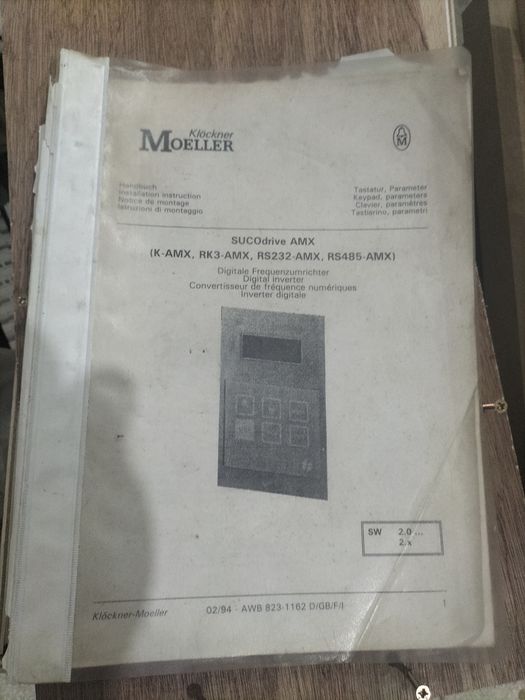 Klöckner
MOELLER
M
Handbuch
Installation instruction
Notice de montage
Istruzioni di montaggio
Tastatur, Parameter
Keypad, parameters
Clavier, paramètres
Tastierino, parametri
SUCOdrive AMX
(K-AMX, RK3-AMX, RS232-AMX, RS485-AMX)
Digitale Frequenzumrichter
Digital inverter
Convertisseur de fréquence numériques
Inverter digitale
SW 2.0 ...
2.x
Klöckner-Moeller
02/94 · AWB 823-1162 D/GB/F/I
1